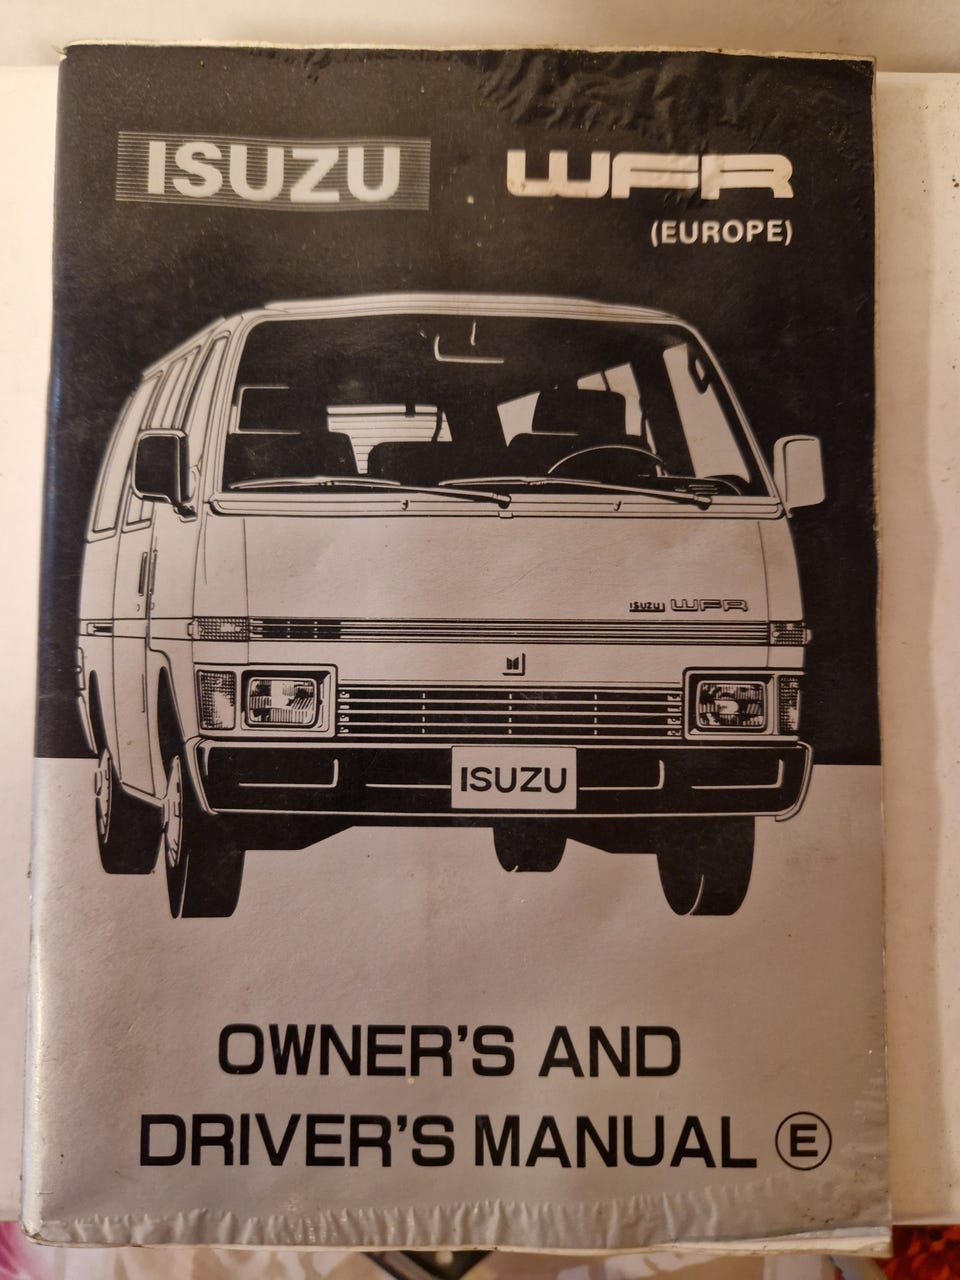 ISUZU WFR
(EUROPE)
ISUZU WFR
ISUZU
OWNER'S AND
DRIVER'S MANUAL E